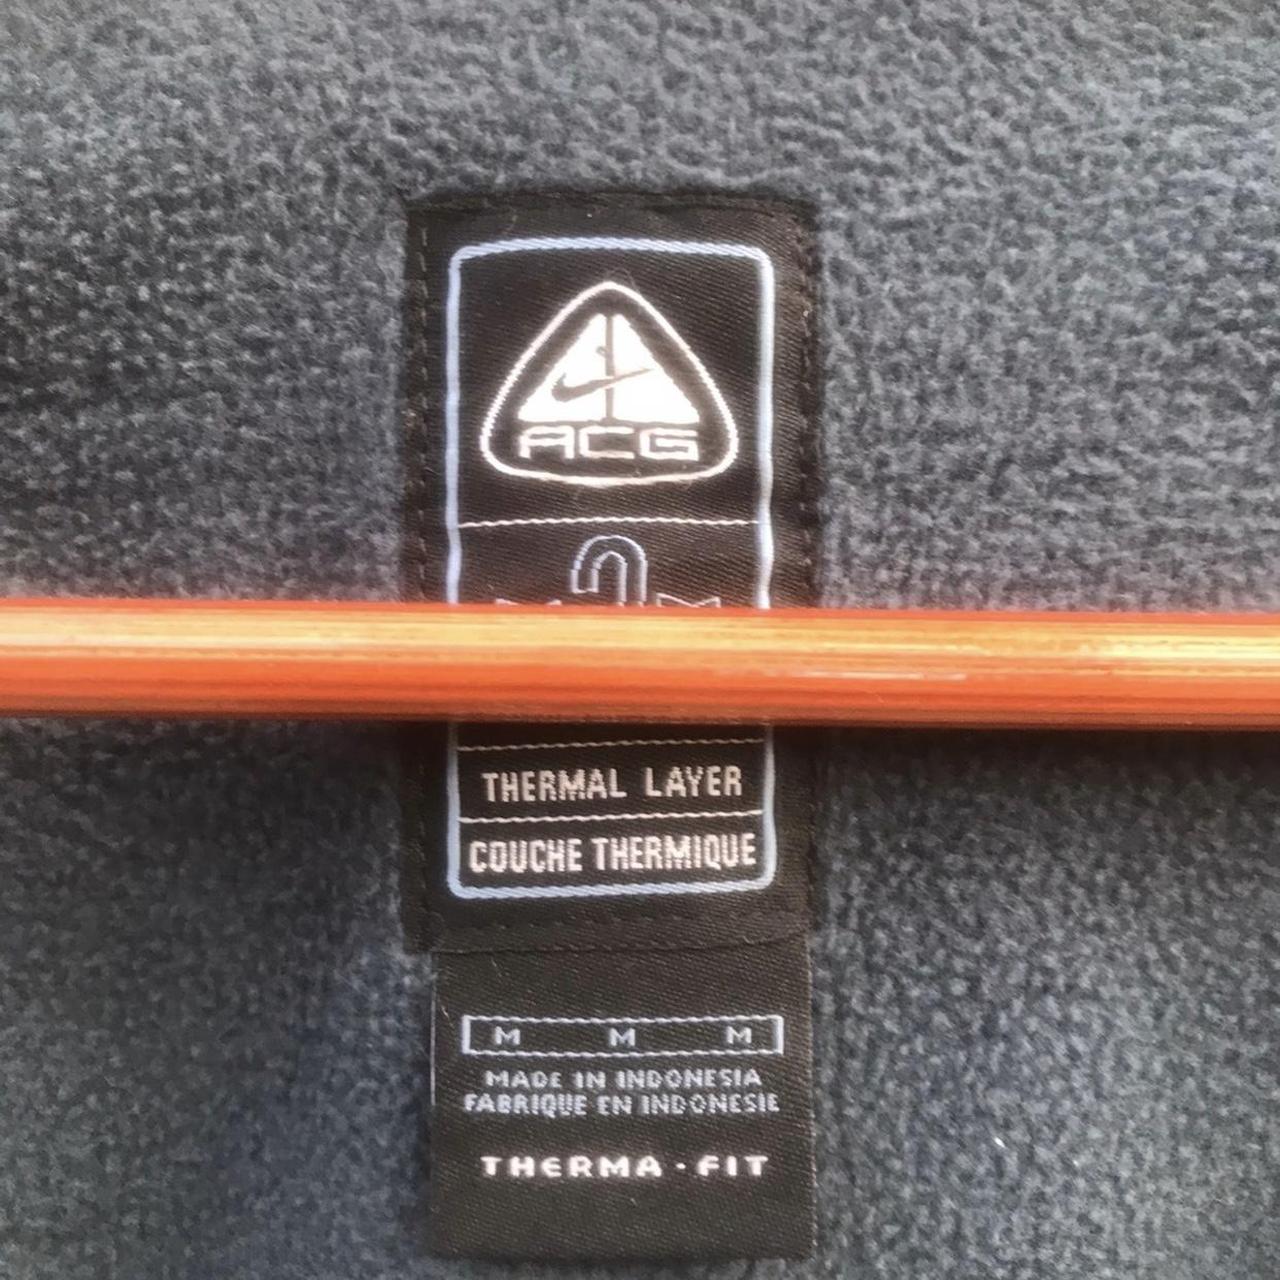 ACG
THERMAL LAYER
COUCHE THERMIQUE
M M M
MADE IN INDONESIA
FABRIQUE EN INDONESIE
THERMA-FIT